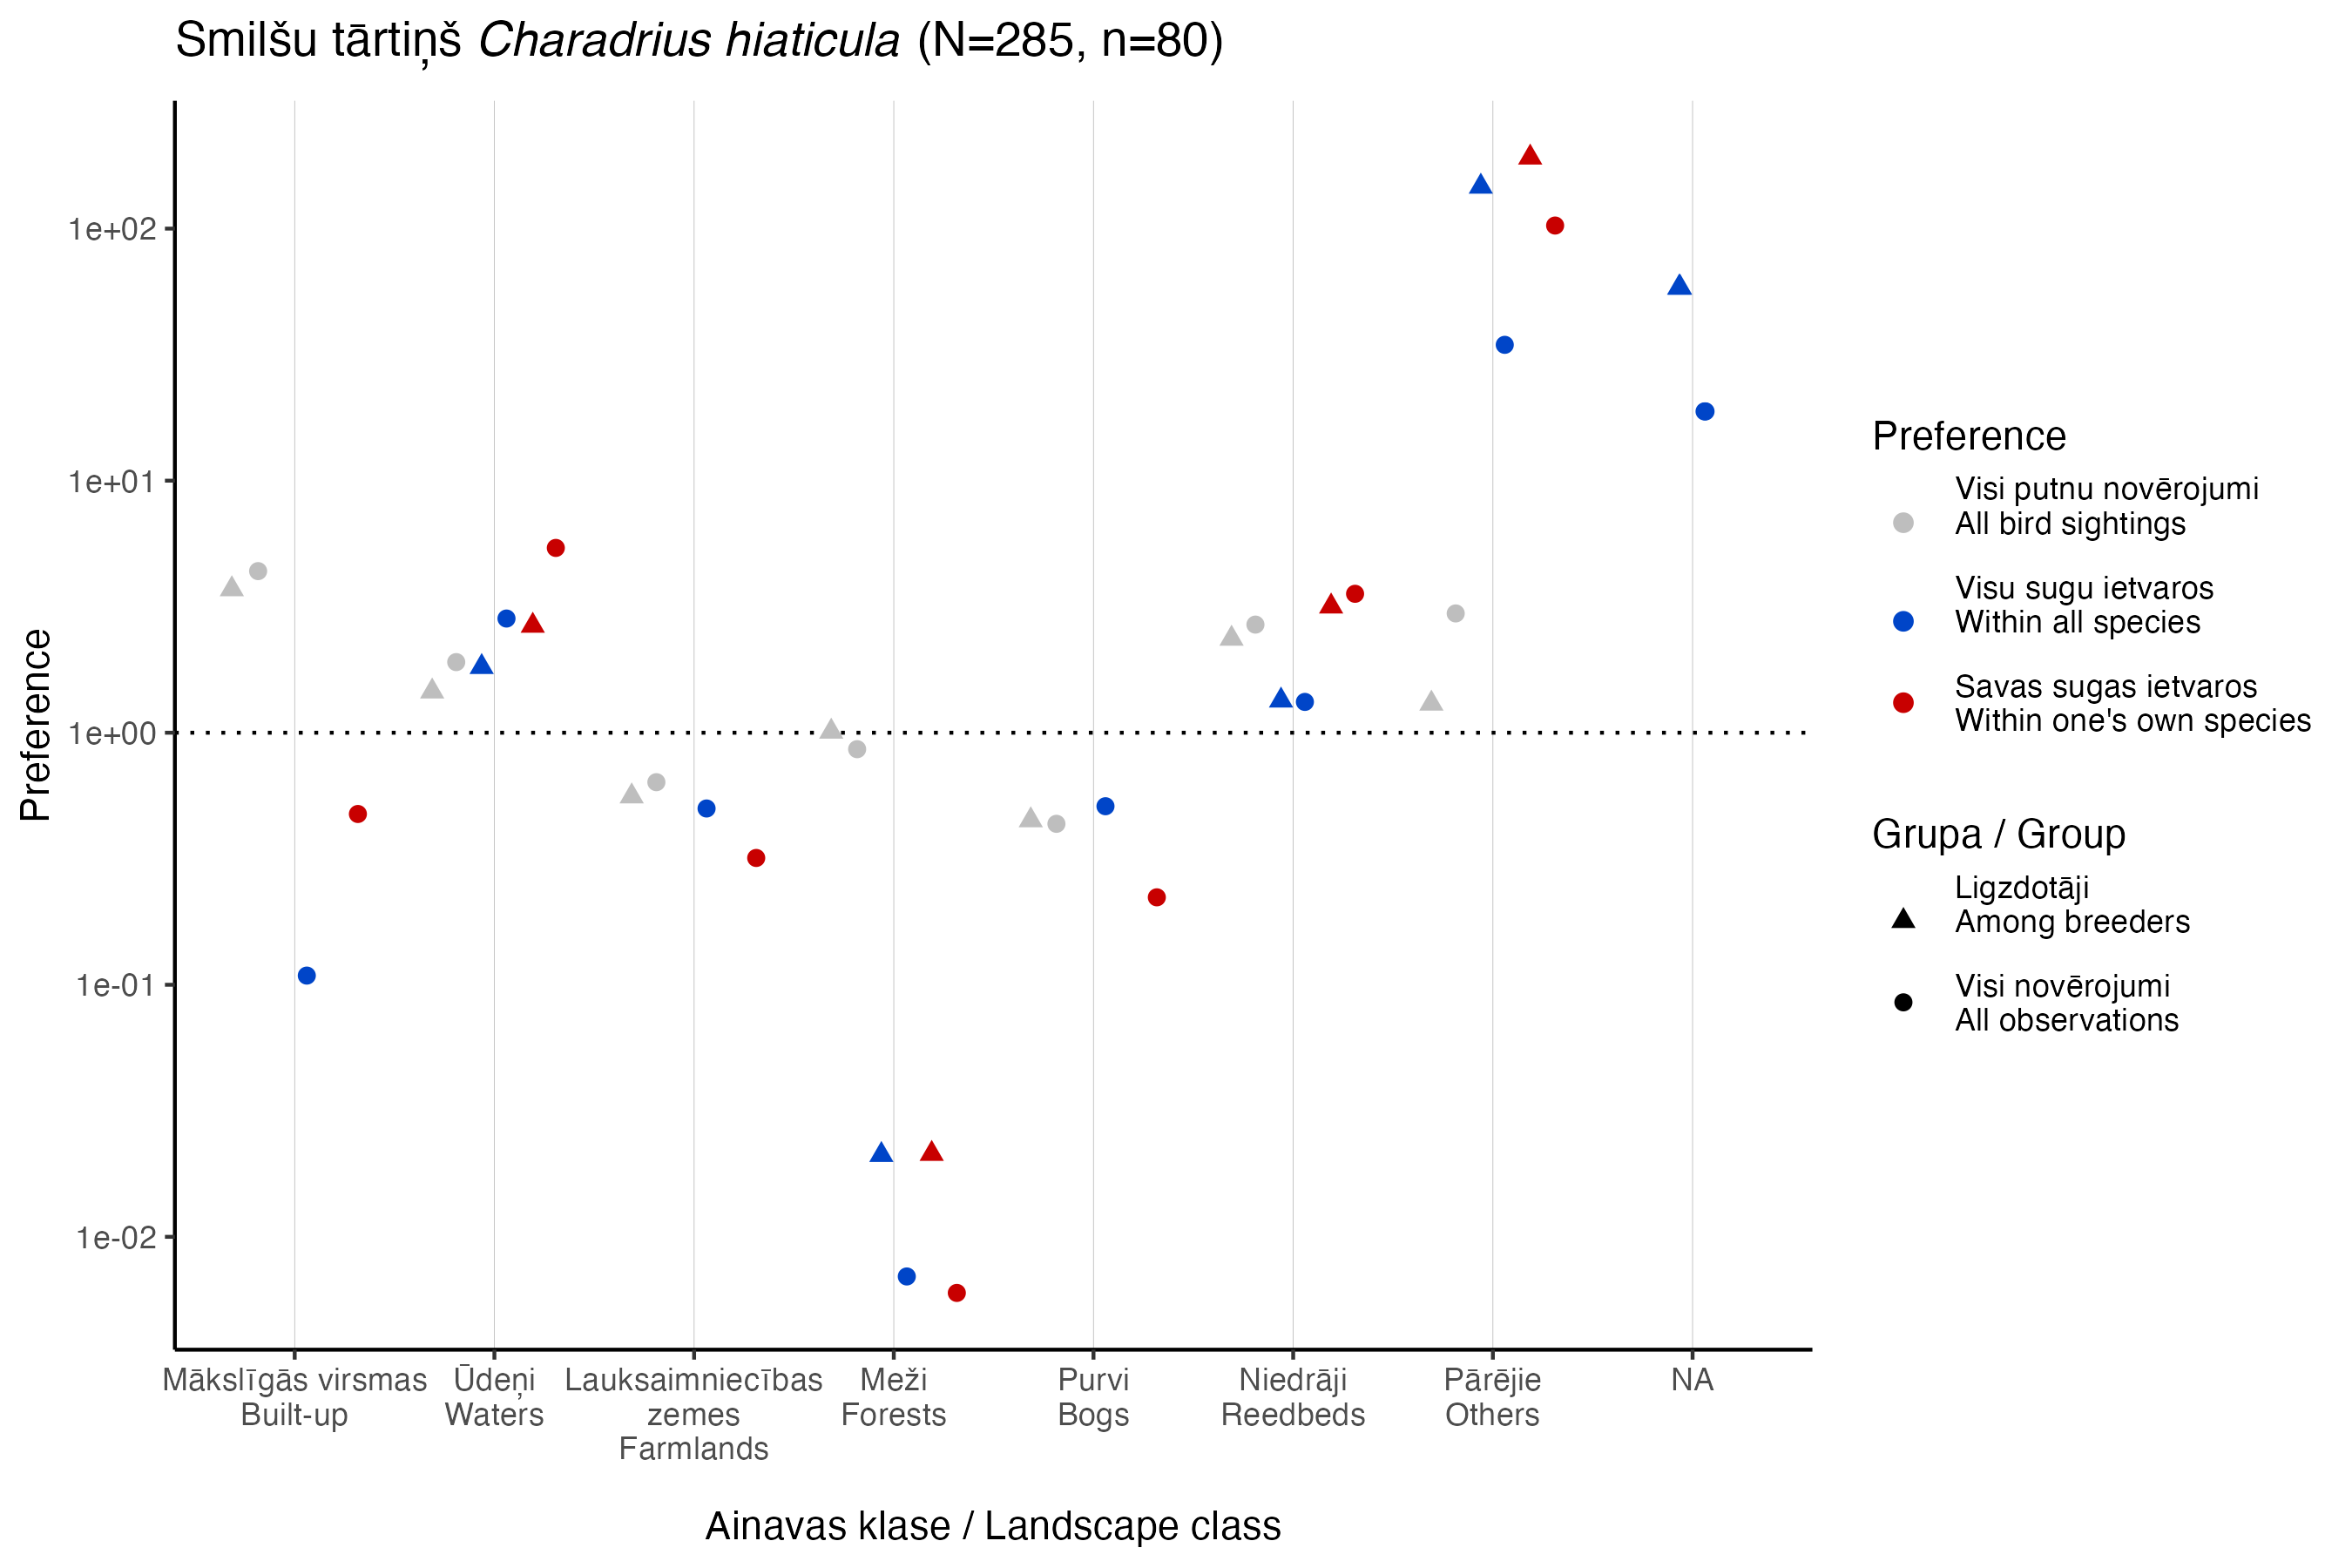 Smilšu tārtiņš Charadrius hiaticula (N=285, n=80)
Preference
1e+02
1e+01
1e+00
1e-01
1e-02
Mākslīgās virsmas
Built-up
Ūdeņi
Waters
Lauksaimniecības
zemes
Farmlands
Meži
Forests
Purvi
Bogs
Niedrāji
Reedbeds
Pārējie
Others
NA
Ainavas klase / Landscape class
Preference
Visi putnu novērojumi
All bird sightings
Visu sugu ietvaros
Within all species
Savas sugas ietvaros
Within one's own species
Grupa / Group
Ligzdotāji
Among breeders
Visi novērojumi
All observations